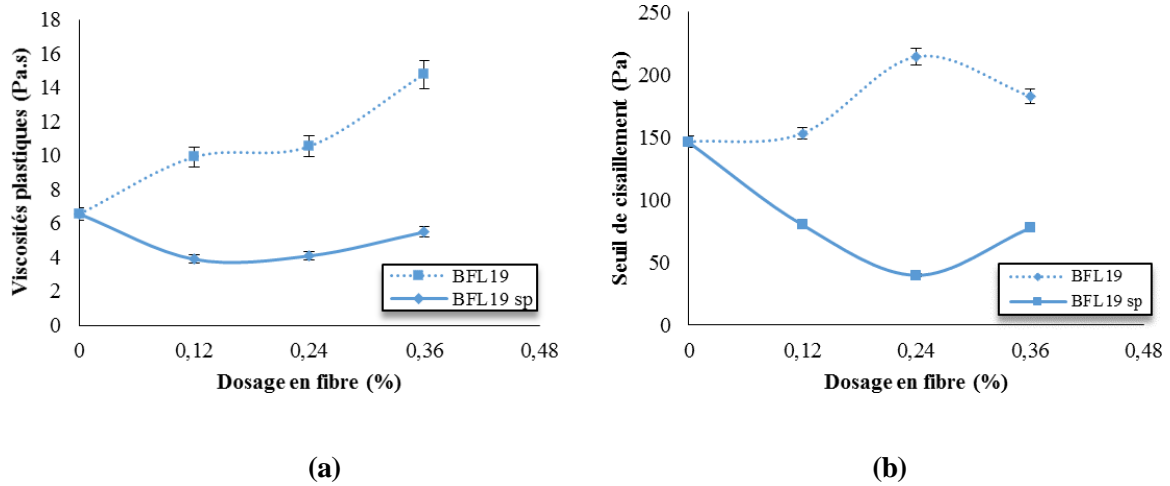 Viscosités plastiques (Pa.s)
18
16
14
12
10
8
6
4
2
0
0
0,12
0,24
0,36
0,48
Dosage en fibre (%)
BFL19
BFL19 sp
(a)
Seuil de cisaillement (Pa)
250
200
150
100
50
0
0
0,12
0,24
0,36
0,48
Dosage en fibre (%)
BFL19
BFL19 sp
(b)